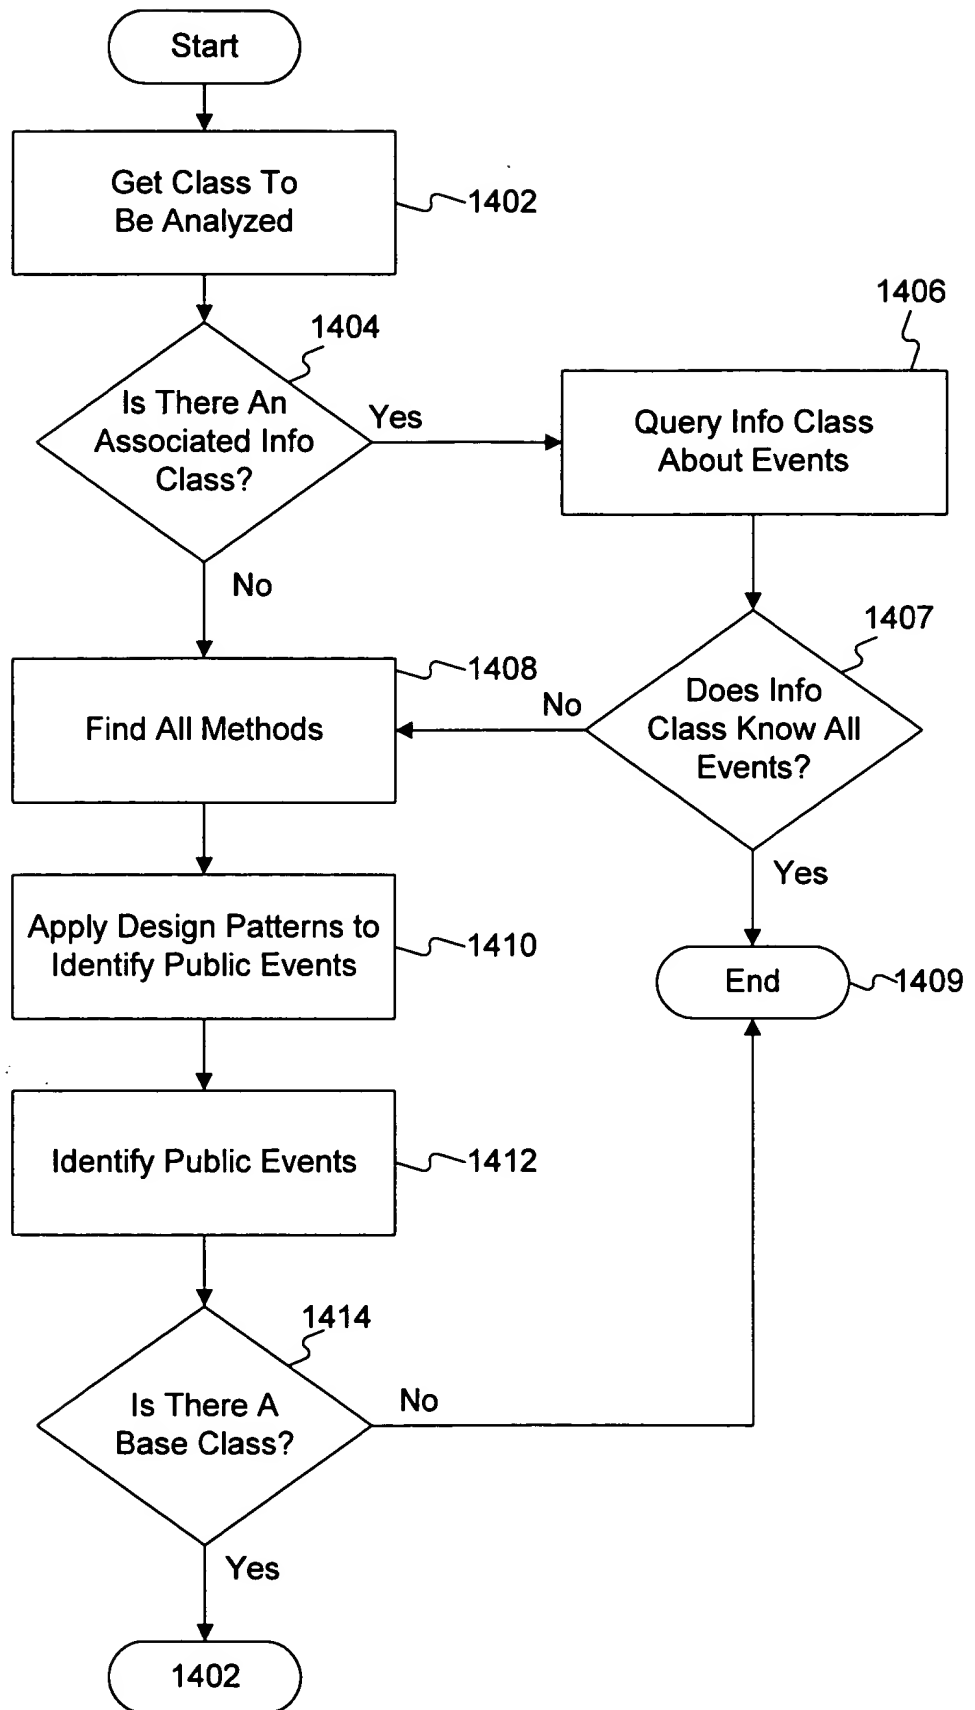 Start
Get Class To
Be Analyzed
1402
1404
Is There An
Associated Info
Class?
Yes
No
1406
Query Info Class
About Events
1407
Does Info
Class Know All
Events?
No
Yes
1408
Find All Methods
Apply Design Patterns to
Identify Public Events
1410
End
1409
Identify Public Events
1412
1414
Is There A
Base Class?
No
Yes
1402